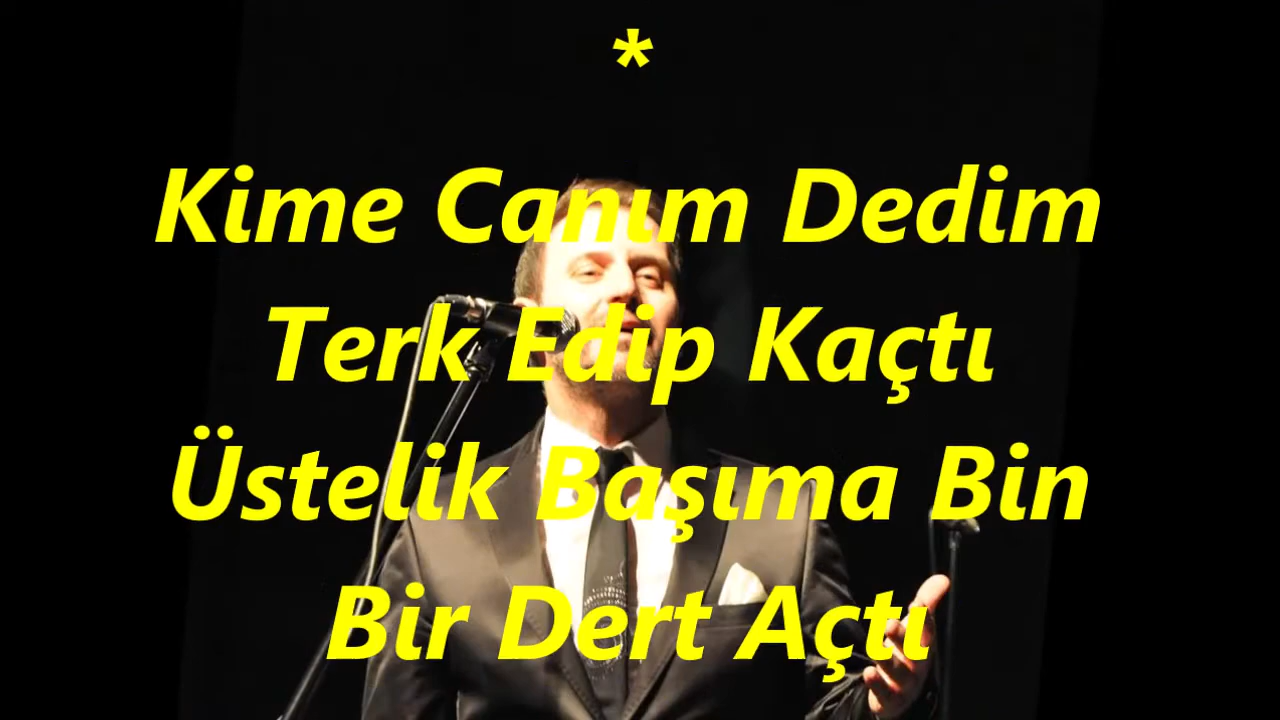 *
Kime Canım Dedim
Terk Edip Kaçtı
Üstelik Başıma Bin
Bir Dert Açtı